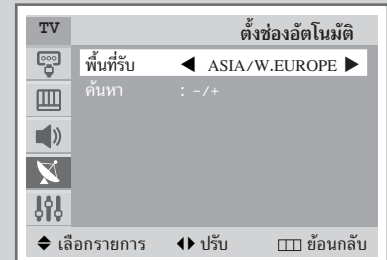 TV ตั้งช่องอัตโนมัติ
พื้นที่รับ ◀ ASIA/W.EUROPE ▶
ค้นหา : -/+
เลือกรายการ ปรับ ย้อนกลับ